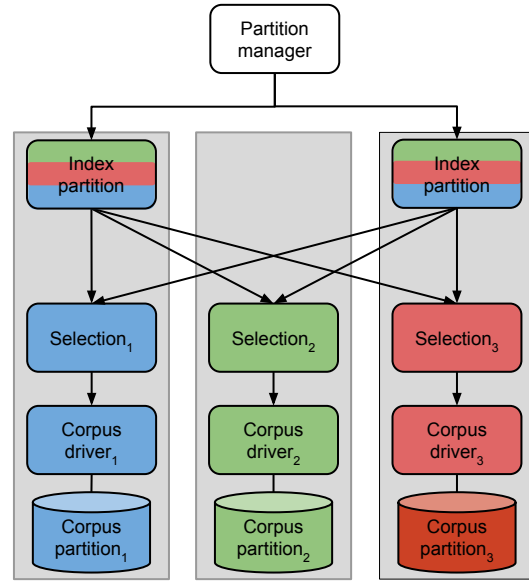 Partition
manager
Index
partition
Index
partition
Selection₁
Selection₂
Selection₃
Corpus
driver₁
Corpus
driver₂
Corpus
driver₃
Corpus
partition₁
Corpus
partition₂
Corpus
partition₃